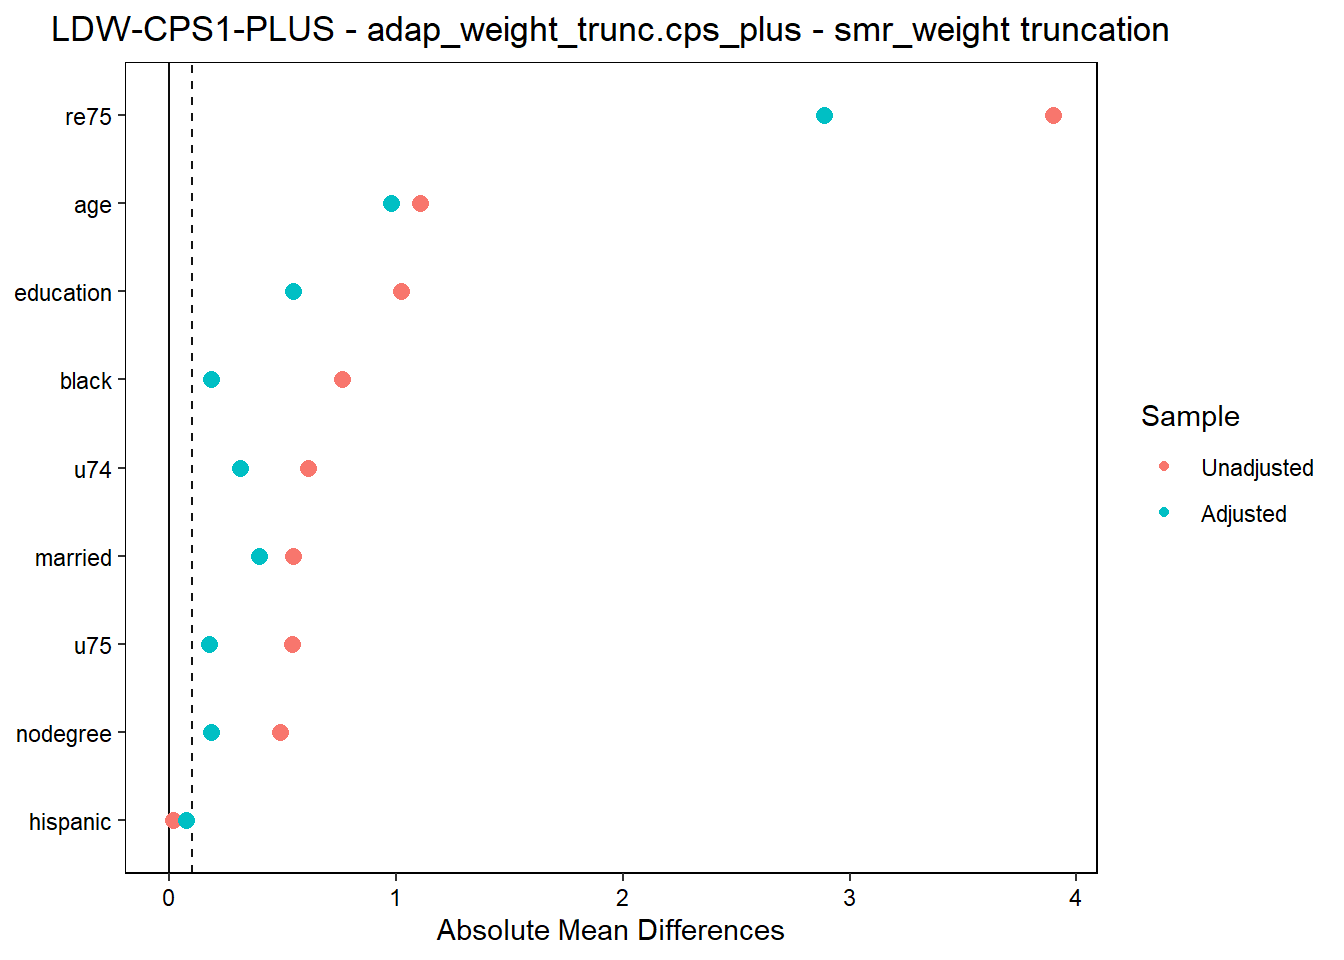 LDW-CPS1-PLUS - adap_weight_trunc.cps_plus - smr_weight truncation
re75
age
education
black
u74
married
u75
nodegree
hispanic
0 1 2 3 4
Absolute Mean Differences
Sample
Unadjusted
Adjusted